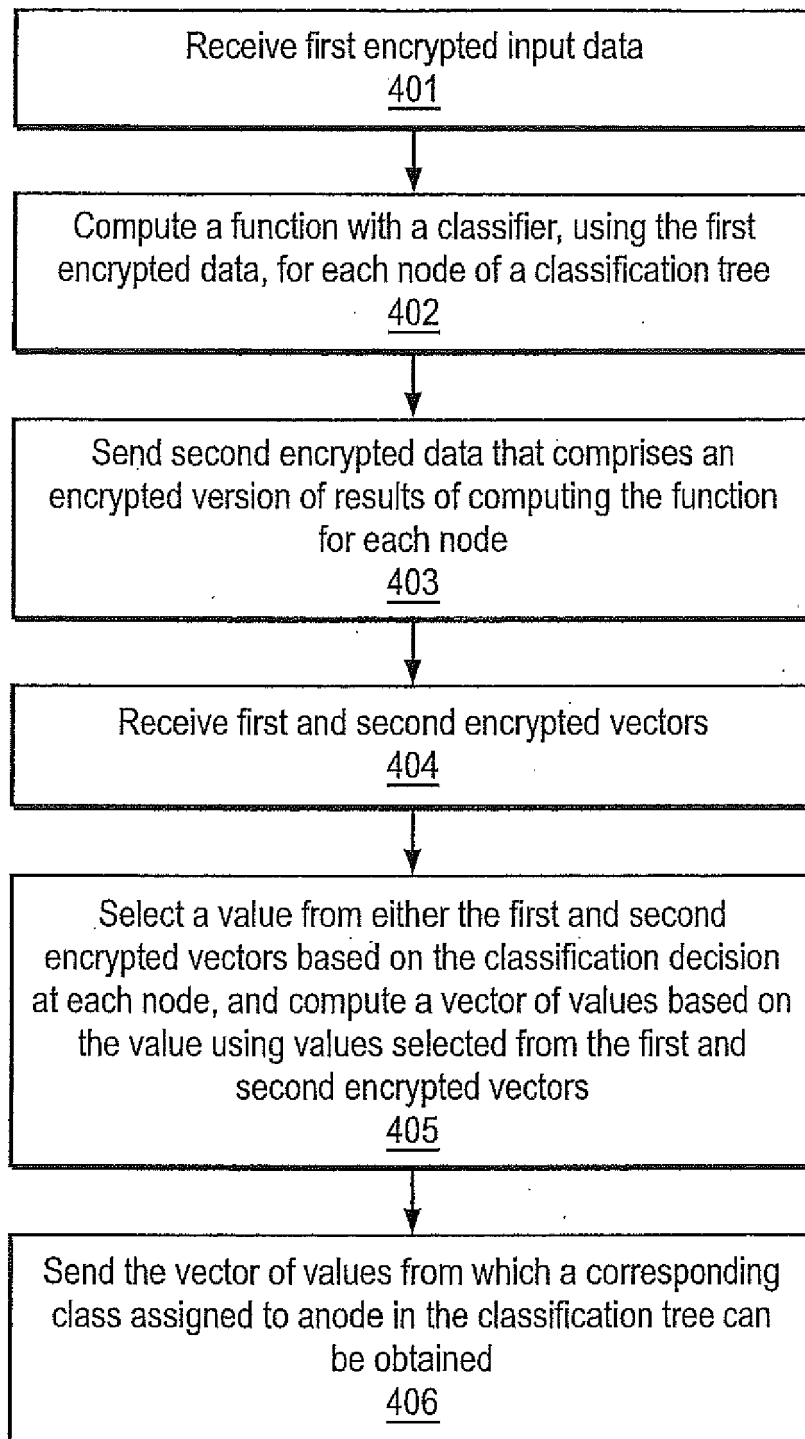 Receive first encrypted input data
401
Compute a function with a classifier, using the first
encrypted data, for each node of a classification tree
402
Send second encrypted data that comprises an
encrypted version of results of computing the function
for each node
403
Receive first and second encrypted vectors
404
Select a value from either the first and second
encrypted vectors based on the classification decision
at each node, and compute a vector of values based on
the value using values selected from the first and
second encrypted vectors
405
Send the vector of values from which a corresponding
class assigned to anode in the classification tree can
be obtained
406